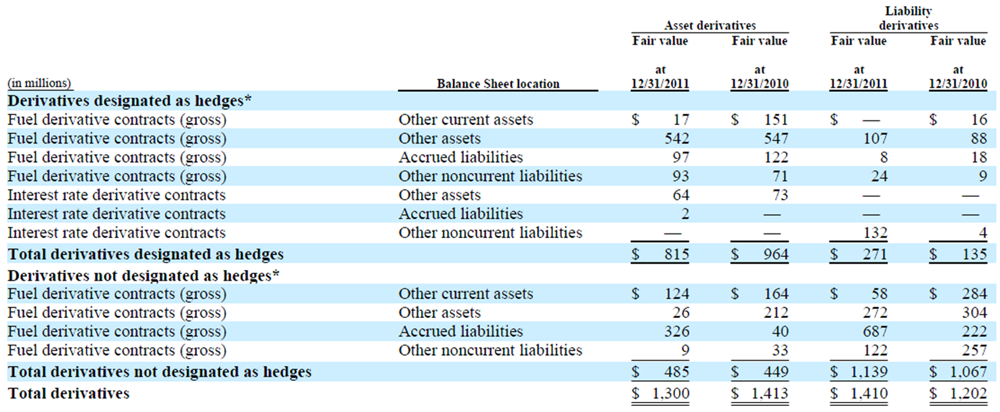 Liability
Asset derivatives derivatives
Fair value Fair value Fair value Fair value
at at at at
(in millions) Balance Sheet location 12/31/2011 12/31/2010 12/31/2011 12/31/2010
Derivatives designated as hedges*
Fuel derivative contracts (gross) Other current assets $ 17 $ 151 $ — $ 16
Fuel derivative contracts (gross) Other assets 542 547 107 88
Fuel derivative contracts (gross) Accrued liabilities 97 122 8 18
Fuel derivative contracts (gross) Other noncurrent liabilities 93 71 24 9
Interest rate derivative contracts Other assets 64 73 — —
Interest rate derivative contracts Accrued liabilities 2 — — —
Interest rate derivative contracts Other noncurrent liabilities — — 132 4
Total derivatives designated as hedges $ 815 $ 964 $ 271 $ 135
Derivatives not designated as hedges*
Fuel derivative contracts (gross) Other current assets $ 124 $ 164 $ 58 $ 284
Fuel derivative contracts (gross) Other assets 26 212 272 304
Fuel derivative contracts (gross) Accrued liabilities 326 40 687 222
Fuel derivative contracts (gross) Other noncurrent liabilities 9 33 122 257
Total derivatives not designated as hedges $ 485 $ 449 $ 1,139 $ 1,067
Total derivatives $ 1,300 $ 1,413 $ 1,410 $ 1,202